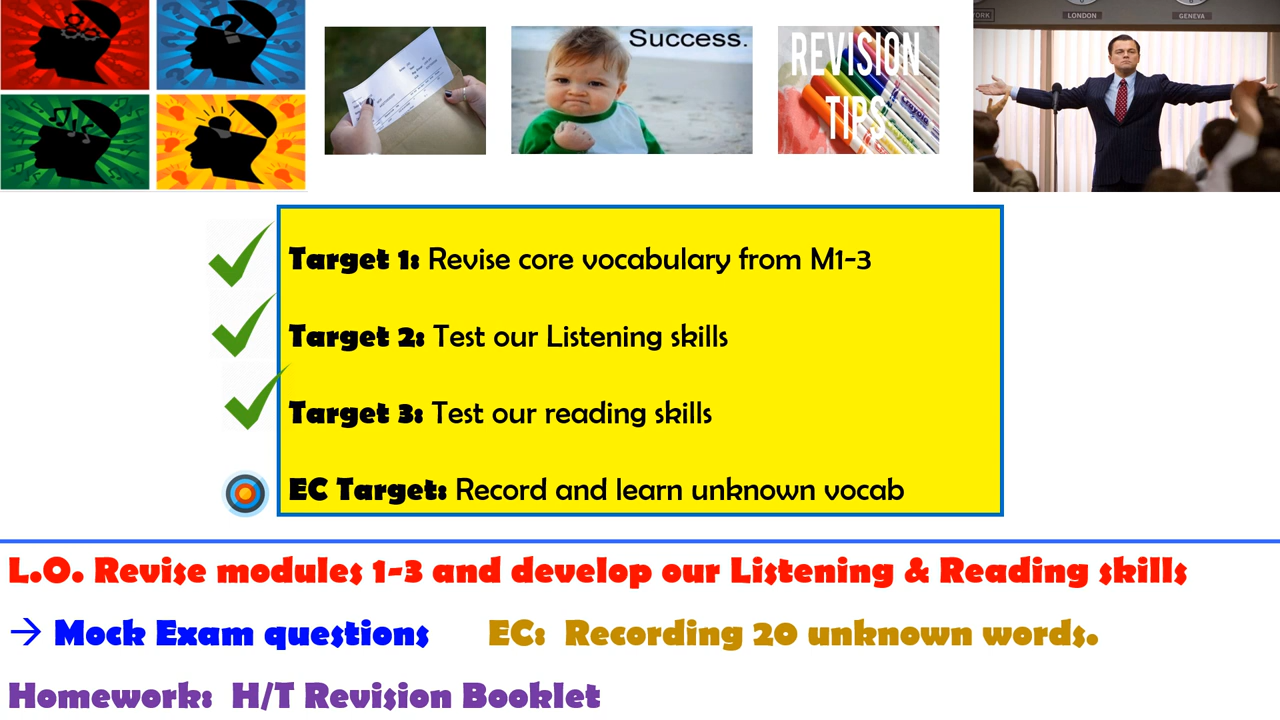 Success.
REVISION
TIPS
Crayola
YORK
LONDON
GENEVA
Target 1: Revise core vocabulary from M1-3
Target 2: Test our Listening skills
Target 3: Test our reading skills
EC Target: Record and learn unknown vocab
L.O. Revise modules 1-3 and develop our Listening & Reading skills
→ Mock Exam questions EC: Recording 20 unknown words.
Homework: H/T Revision Booklet